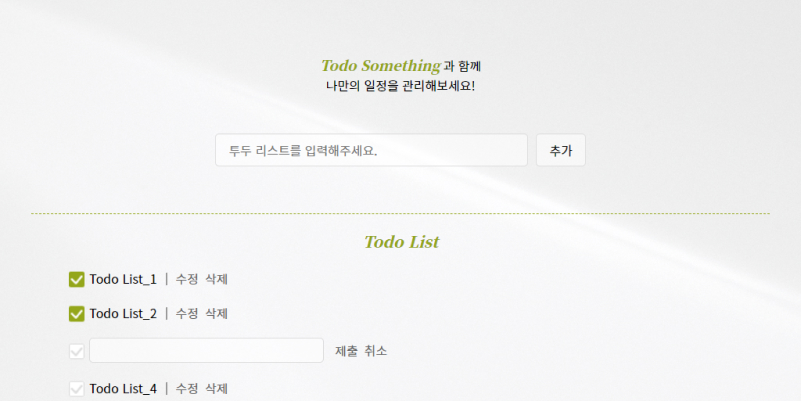 Todo Something 과 함께
나만의 일정을 관리해보세요!
투두 리스트를 입력해주세요. 추가
Todo List
Todo List_1 | 수정 삭제
Todo List_2 | 수정 삭제
제출 취소
Todo List_4 | 수정 삭제